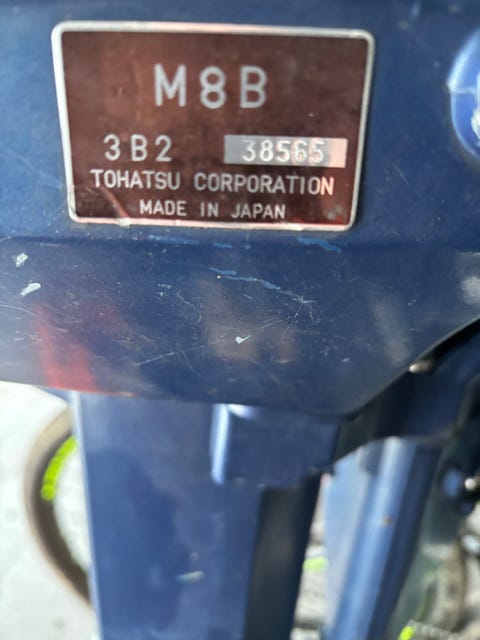 M8B
3B2 38565
TOHATSU CORPORATION
MADE IN JAPAN